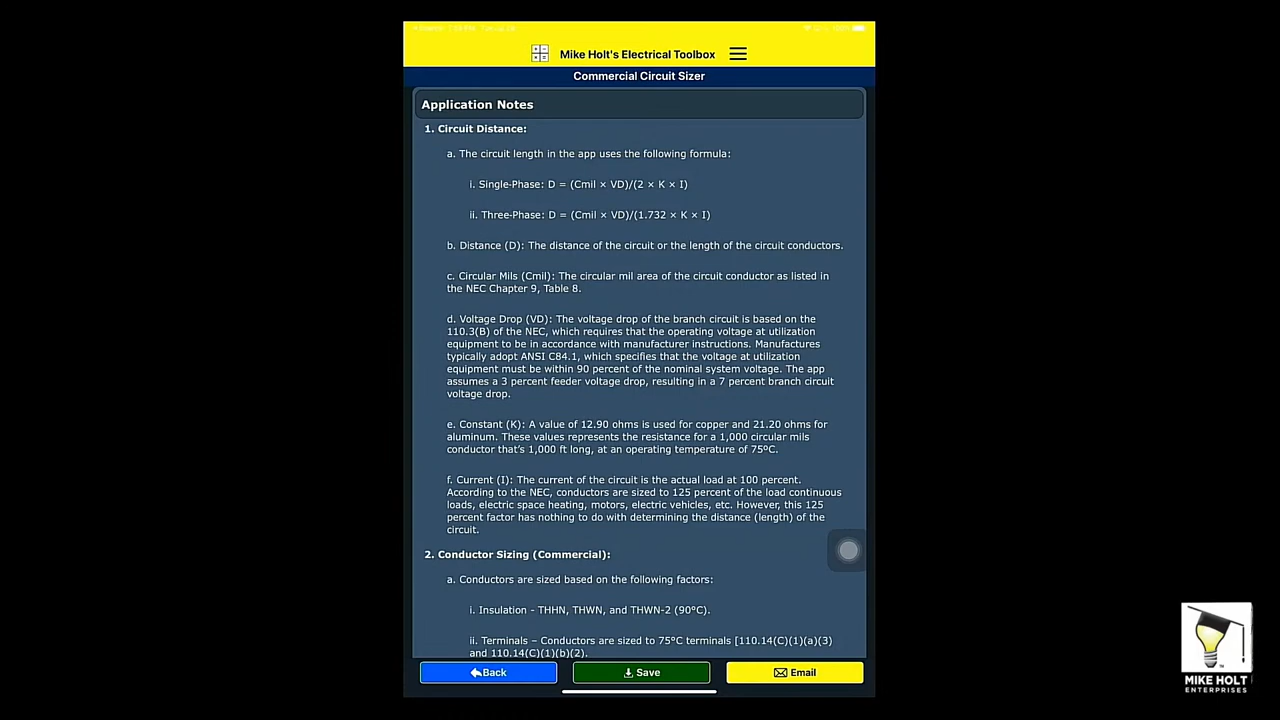 Mike Holt's Electrical Toolbox
Commercial Circuit Sizer
Application Notes
1. Circuit Distance:
a. The circuit length in the app uses the following formula:
i. Single-Phase: D = (Cmil × VD)/(2 × K × I)
ii. Three-Phase: D = (Cmil × VD)/(1.732 × K × I)
b. Distance (D): The distance of the circuit or the length of the circuit conductors.
c. Circular Mils (Cmil): The circular mil area of the circuit conductor as listed in
the NEC Chapter 9, Table 8.
d. Voltage Drop (VD): The voltage drop of the branch circuit is based on the
110.3(B) of the NEC, which requires that the operating voltage at utilization
equipment to be in accordance with manufacturer instructions. Manufactures
typically adopt ANSI C84.1, which specifies that the voltage at utilization
equipment must be within 90 percent of the nominal system voltage. The app
assumes a 3 percent feeder voltage drop, resulting in a 7 percent branch circuit
voltage drop.
e. Constant (K): A value of 12.90 ohms is used for copper and 21.20 ohms for
aluminum. These values represents the resistance for a 1,000 circular mils
conductor that's 1,000 ft long, at an operating temperature of 75ºC.
f. Current (I): The current of the circuit is the actual load at 100 percent.
According to the NEC, conductors are sized to 125 percent of the load continuous
loads, electric space heating, motors, electric vehicles, etc. However, this 125
percent factor has nothing to do with determining the distance (length) of the
circuit.
2. Conductor Sizing (Commercial):
a. Conductors are sized based on the following factors:
i. Insulation - THHN, THWN, and THWN-2 (90ºC).
ii. Terminals – Conductors are sized to 75°C terminals [110.14(C)(1)(a)(3)
and 110.14(C)(1)(b)(2).
Back
Save
Email
MIKE HOLT
ENTERPRISES